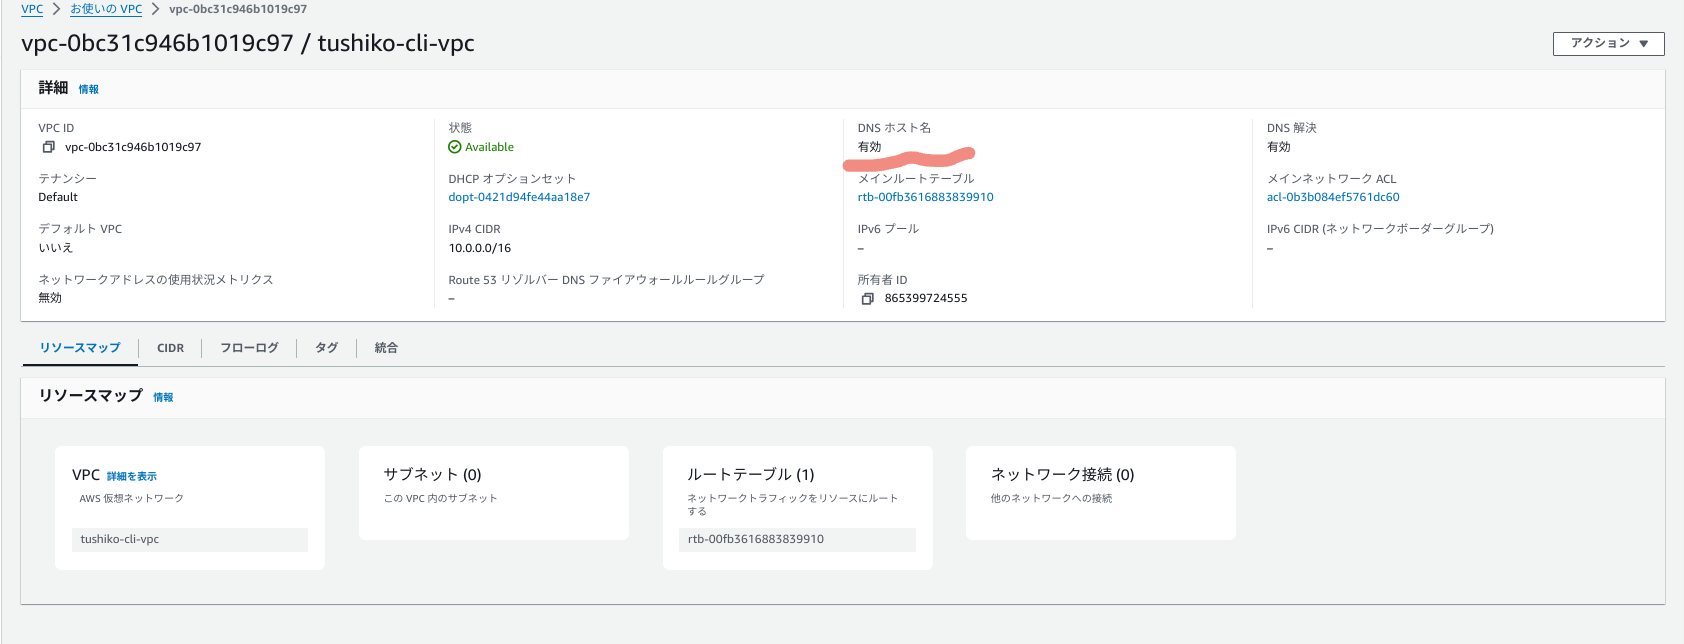 VPC > お使いの VPC > vpc-0bc31c946b1019c97
vpc-0bc31c946b1019c97 / tushiko-cli-vpc
アクション ▼
詳細 情報
VPC ID
vpc-0bc31c946b1019c97
状態
Available
DNS ホスト名
有効
DNS 解決
有効
テナンシー
Default
DHCP オプションセット
dopt-0421d94fe44aa18e7
メインルートテーブル
rtb-00fb3616883839910
メインネットワーク ACL
acl-0b3b084ef5761dc60
デフォルト VPC
いいえ
IPv4 CIDR
10.0.0.0/16
IPv6 プール
–
IPv6 CIDR (ネットワークボーダーグループ)
–
ネットワークアドレスの使用状況メトリクス
無効
Route 53 リゾルバー DNS ファイアウォールルールグループ
–
所有者 ID
865399724555
リソースマップ CIDR フローログ タグ 統合
リソースマップ 情報
VPC 詳細を表示
AWS 仮想ネットワーク
tushiko-cli-vpc
サブネット (0)
この VPC 内のサブネット
ルートテーブル (1)
ネットワークトラフィックをリソースにルート
する
rtb-00fb3616883839910
ネットワーク接続 (0)
他のネットワークへの接続